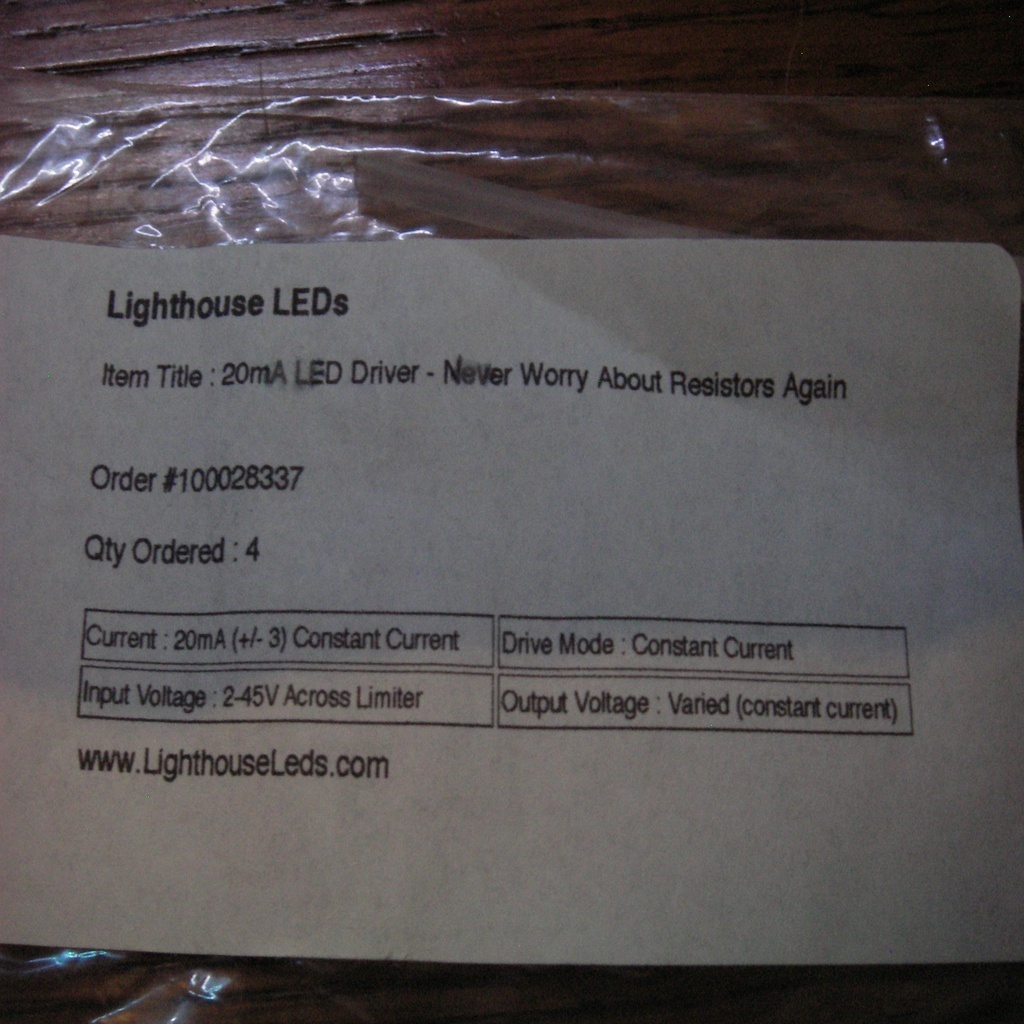 Lighthouse LEDs
Item Title : 20mA LED Driver - Never Worry About Resistors Again
Order #100028337
Qty Ordered : 4
Current : 20mA (+/- 3) Constant Current
Drive Mode : Constant Current
Input Voltage : 2-45V Across Limiter
Output Voltage : Varied (constant current)
www.LighthouseLeds.com